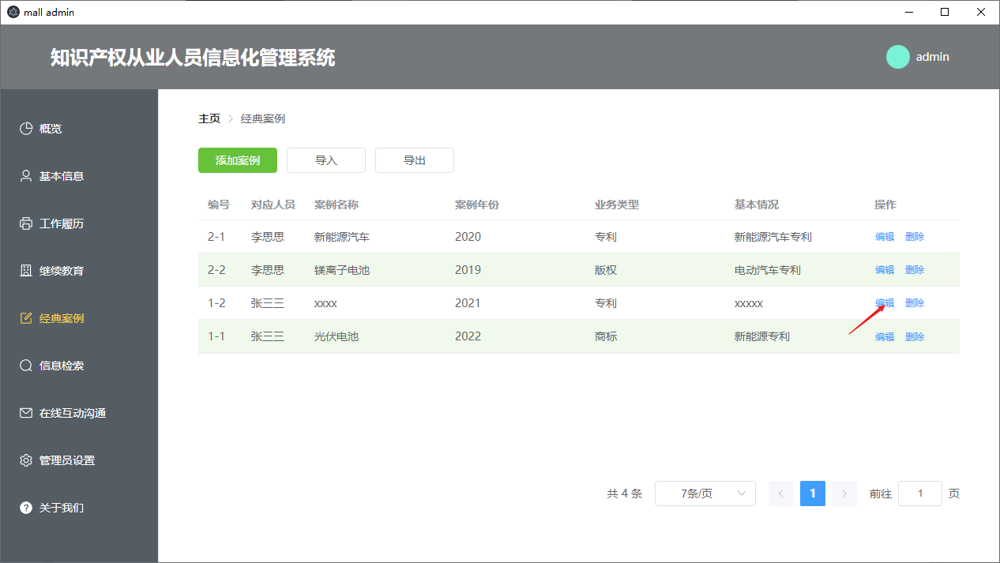 mall admin
知识产权从业人员信息化管理系统
admin
概览
基本信息
工作履历
继续教育
经典案例
信息检索
在线互动沟通
管理员设置
关于我们
主页 > 经典案例
添加案例 导入 导出
编号 对应人员 案例名称 案例年份 业务类型 基本情况 操作
2-1 李思思 新能源汽车 2020 专利 新能源汽车专利 编辑 删除
2-2 李思思 镁离子电池 2019 版权 电动汽车专利 编辑 删除
1-2 张三三 xxxx 2021 专利 xxxxx 编辑 删除
1-1 张三三 光伏电池 2022 商标 新能源专利 编辑 删除
共 4 条 7条/页 < 1 > 前往 1 页